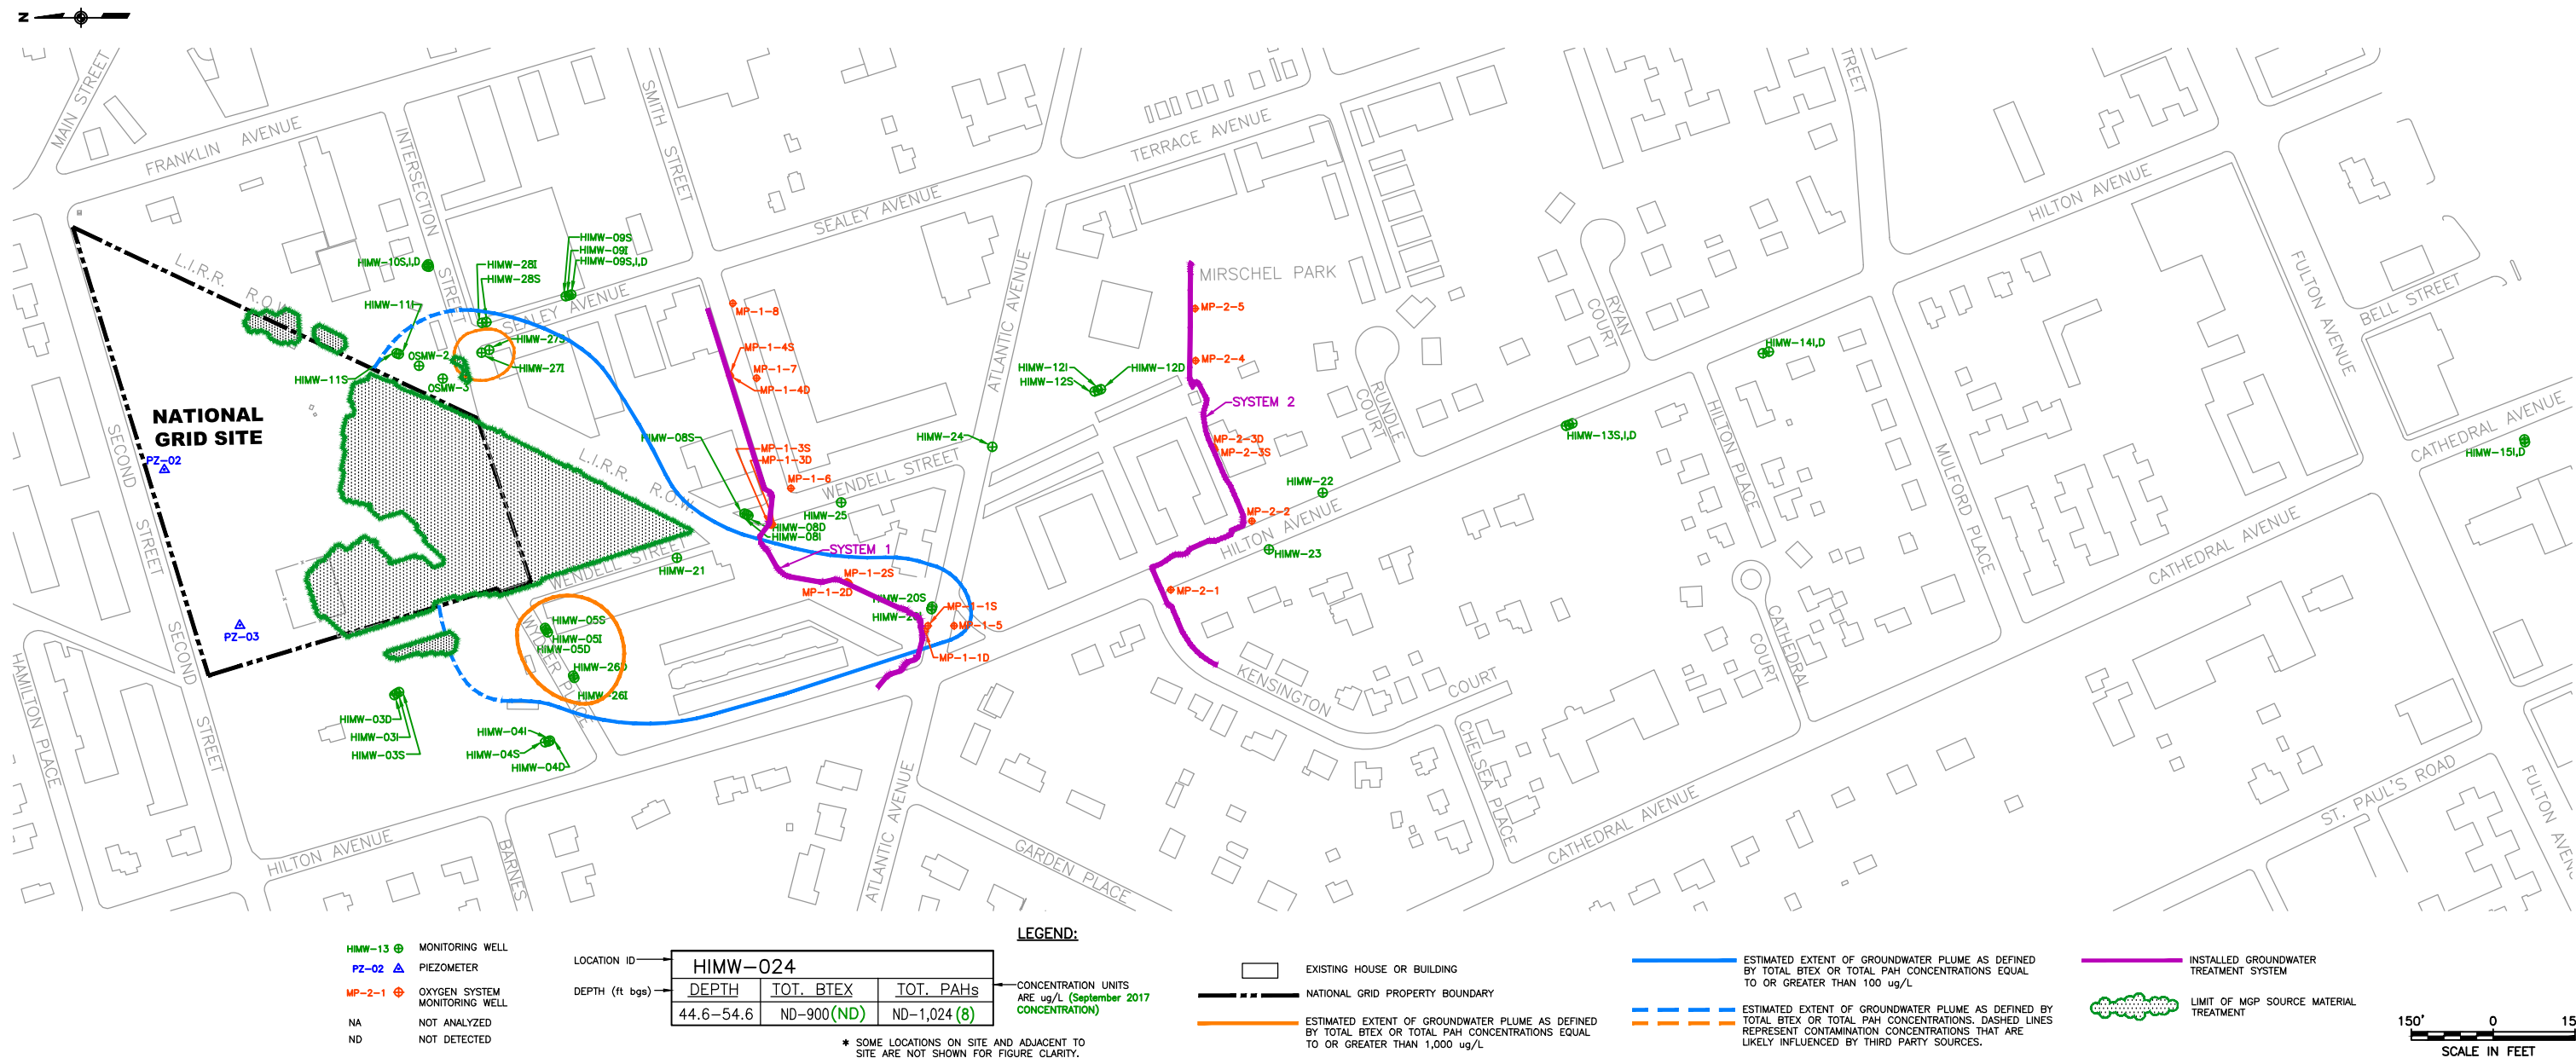 N
MAIN STREET
FRANKLIN AVENUE
INTERSECTION
STREET
SMITH STREET
SEALEY AVENUE
TERRACE AVENUE
STREET
HILTON AVENUE
FULTON AVENUE
BELL STREET
MIRSCHEL PARK
RYAN
COURT
L.I.R.R. R.O.W.
HIMW-10S,I,D
HIMW-28I
HIMW-28S
HIMW-09S
HIMW-09I
HIMW-09S,I,D
HIMW-11I
HIMW-11S
OSMW-2
OSMW-3
SEALEY AVENUE
HIMW-27S
HIMW-27I
MP-1-8
MP-1-4S
MP-1-7
MP-1-4D
ATLANTIC AVENUE
MP-2-5
MP-2-4
HIMW-12I
HIMW-12S
HIMW-12D
RUNDLE
COURT
SYSTEM 2
HIMW-14I,D
NATIONAL
GRID SITE
PZ-02
SECOND STREET
L.I.R.R. R.O.W.
HIMW-08S
MP-1-3S
MP-1-3D
MP-1-6
HIMW-24
WENDELL STREET
HIMW-25
HIMW-08D
HIMW-08I
MP-2-3D
MP-2-3S
HIMW-13S,I,D
HILTON PLACE
MULFORD PLACE
CATHEDRAL AVENUE
HIMW-15I,D
HIMW-22
MP-2-2
HILTON AVENUE
HIMW-23
SYSTEM 1
WENDELL STREET
HIMW-21
MP-1-2S
MP-1-2D
HIMW-20S
MP-1-1S
MP-1-5
MP-1-1D
MP-2-1
CATHEDRAL AVENUE
CATHEDRAL
COURT
PZ-03
SECOND
STREET
HAMILTON PLACE
HIMW-05S
HIMW-05I
HIMW-05D
HIMW-26D
HIMW-26I
HIMW-03D
HIMW-03I
HIMW-03S
HIMW-04I
HIMW-04S
HIMW-04D
KENSINGTON
COURT
CHELSEA PLACE
HILTON AVENUE
BARNES
ATLANTIC AVENUE
GARDEN PLACE
CATHEDRAL AVENUE
ST. PAUL'S ROAD
LEGEND:
HIMW-13 MONITORING WELL
PZ-02 PIEZOMETER
MP-2-1 OXYGEN SYSTEM
MONITORING WELL
NA NOT ANALYZED
ND NOT DETECTED
LOCATION ID
HIMW-024
DEPTH (ft bgs)
DEPTH TOT. BTEX TOT. PAHs
44.6-54.6 ND-900(ND) ND-1,024(8)
CONCENTRATION UNITS
ARE ug/L (September 2017
CONCENTRATION)
* SOME LOCATIONS ON SITE AND ADJACENT TO
SITE ARE NOT SHOWN FOR FIGURE CLARITY.
EXISTING HOUSE OR BUILDING
NATIONAL GRID PROPERTY BOUNDARY
ESTIMATED EXTENT OF GROUNDWATER PLUME AS DEFINED
BY TOTAL BTEX OR TOTAL PAH CONCENTRATIONS EQUAL
TO OR GREATER THAN 1,000 ug/L
ESTIMATED EXTENT OF GROUNDWATER PLUME AS DEFINED
BY TOTAL BTEX OR TOTAL PAH CONCENTRATIONS EQUAL
TO OR GREATER THAN 100 ug/L
ESTIMATED EXTENT OF GROUNDWATER PLUME AS DEFINED BY
TOTAL BTEX OR TOTAL PAH CONCENTRATIONS. DASHED LINES
REPRESENT CONTAMINATION CONCENTRATIONS THAT ARE
LIKELY INFLUENCED BY THIRD PARTY SOURCES.
INSTALLED GROUNDWATER
TREATMENT SYSTEM
LIMIT OF MGP SOURCE MATERIAL
TREATMENT
150' 0
SCALE IN FEET